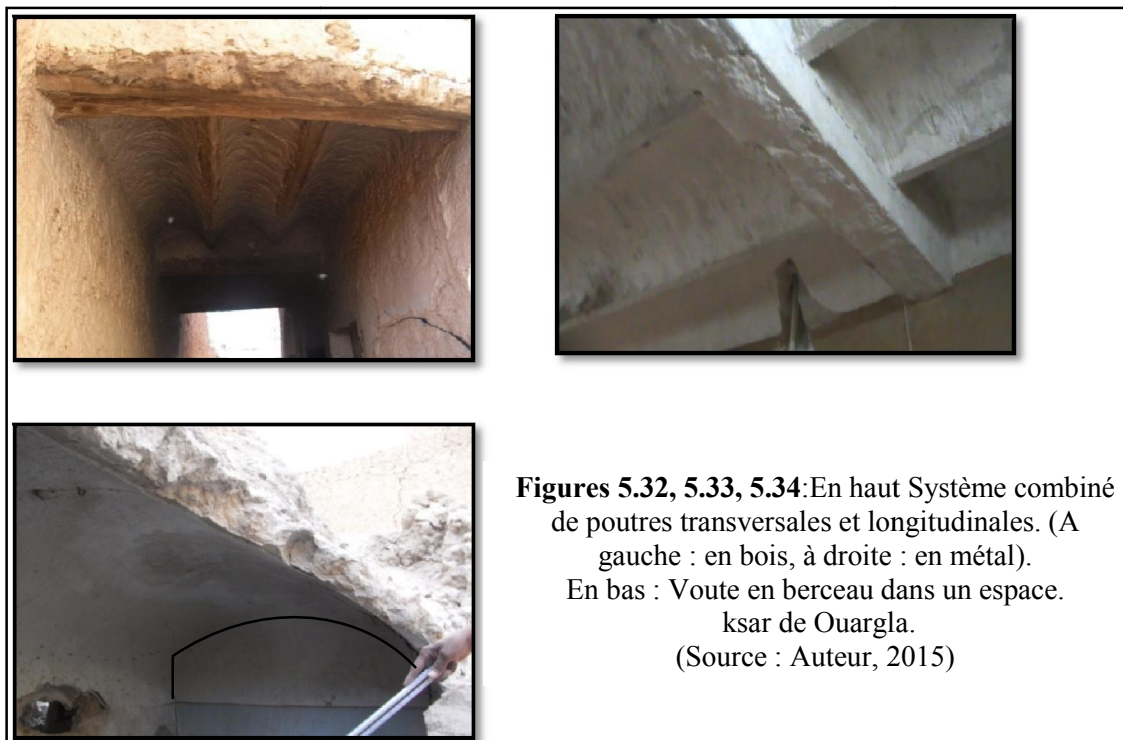 Figures 5.32, 5.33, 5.34:En haut Système combiné
de poutres transversales et longitudinales. (A
gauche : en bois, à droite : en métal).
En bas : Voute en berceau dans un espace.
ksar de Ouargla.
(Source : Auteur, 2015)